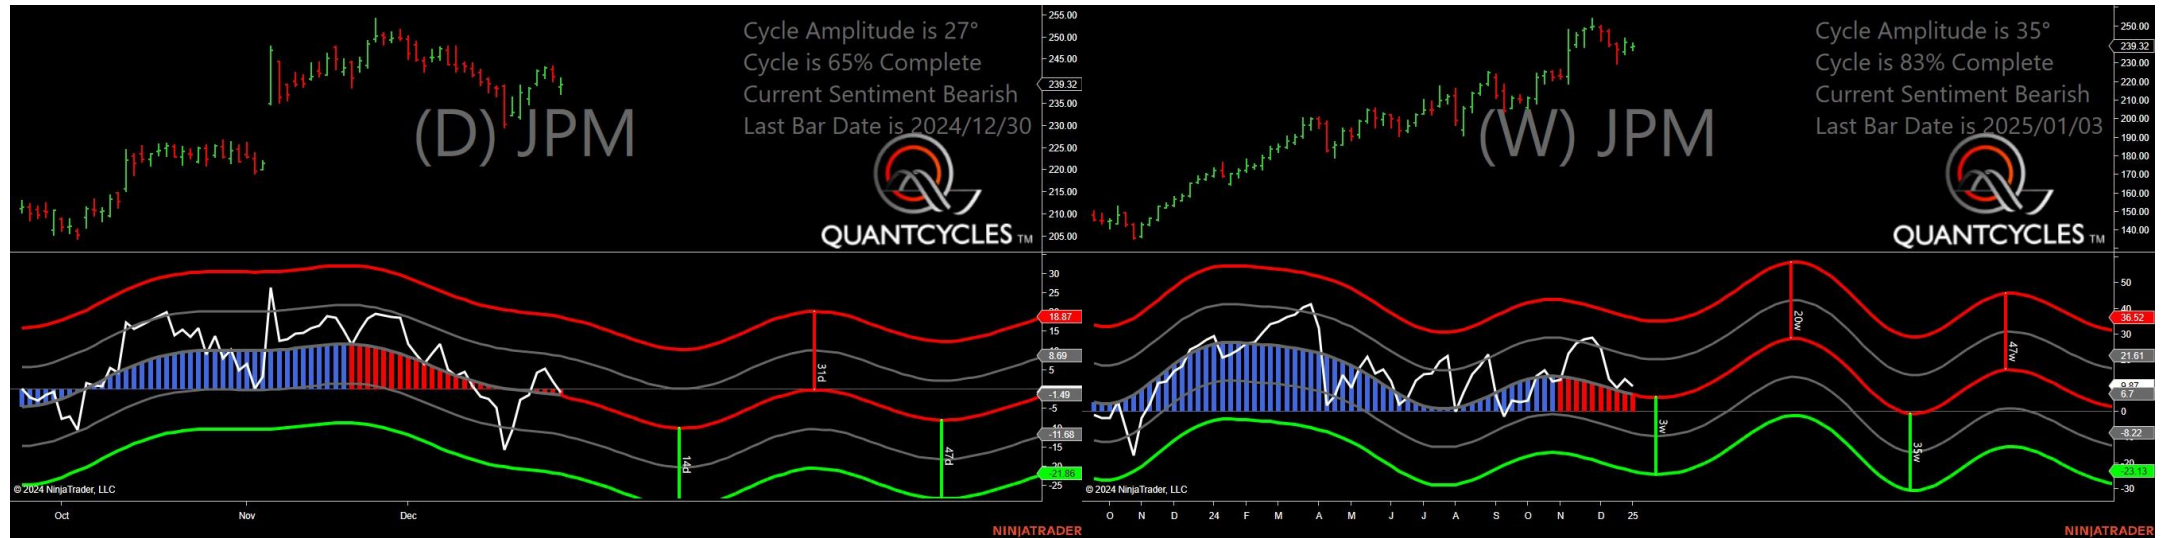 Cycle Amplitude is 27°
Cycle is 65% Complete
Current Sentiment Bearish
Last Bar Date is 2024/12/30
(D) JPM
QUANTCYCLES TM
255.00
250.00
245.00
239.32
235.00
230.00
225.00
220.00
215.00
210.00
205.00
30
25
18.87
15
8.69
5
-1.49
-5
-11.68
-15
-21.86
-25
14d
31d
47d
© 2024 NinjaTrader, LLC
Oct Nov Dec
NINJATRADER
Cycle Amplitude is 35°
Cycle is 83% Complete
Current Sentiment Bearish
Last Bar Date is 2025/01/03
(W) JPM
QUANTCYCLES TM
250.00
239.32
230.00
220.00
210.00
200.00
190.00
180.00
170.00
160.00
150.00
140.00
50
40
36.52
30
21.61
9.87
6.7
0
-8.22
-23.13
-30
3w
20w
35w
47w
© 2024 NinjaTrader, LLC
O N D 24 F M A M J J A S O N D 25
NINJATRADER